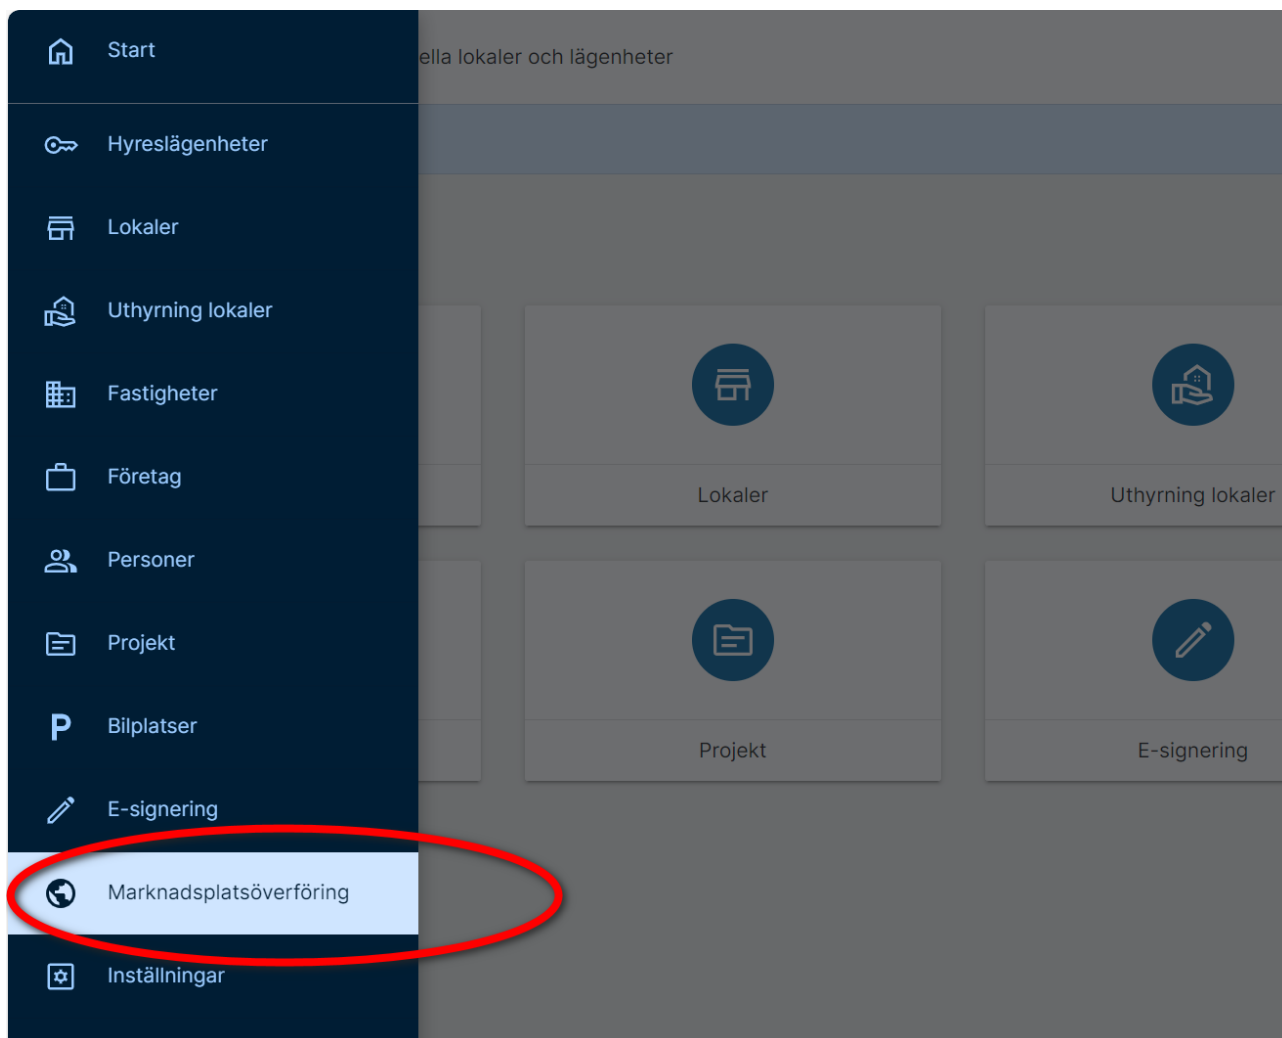 Start
ella lokaler och lägenheter
Hyreslägenheter
Lokaler
Uthyrning lokaler
Fastigheter
Företag
Personer
Projekt
Bilplatser
E-signering
Marknadsplatsöverföring
Inställningar
Lokaler
Uthyrning lokaler
Projekt
E-signering